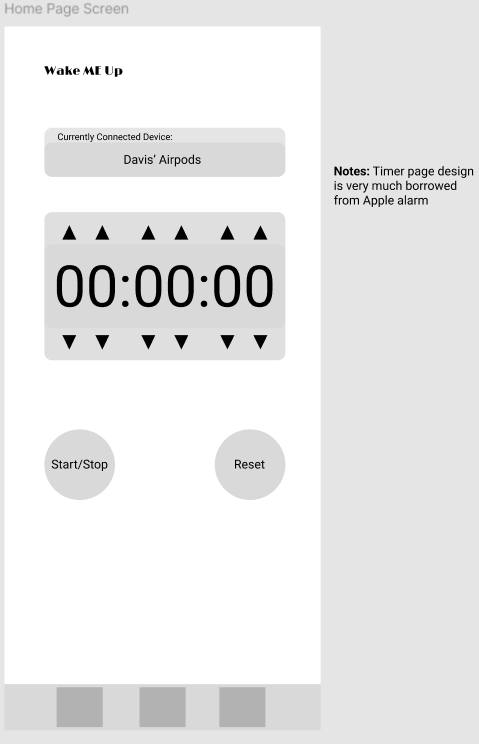 Home Page Screen
Wake ME Up
Currently Connected Device:
Davis’ Airpods
Notes: Timer page design
is very much borrowed
from Apple alarm
00:00:00
Start/Stop
Reset